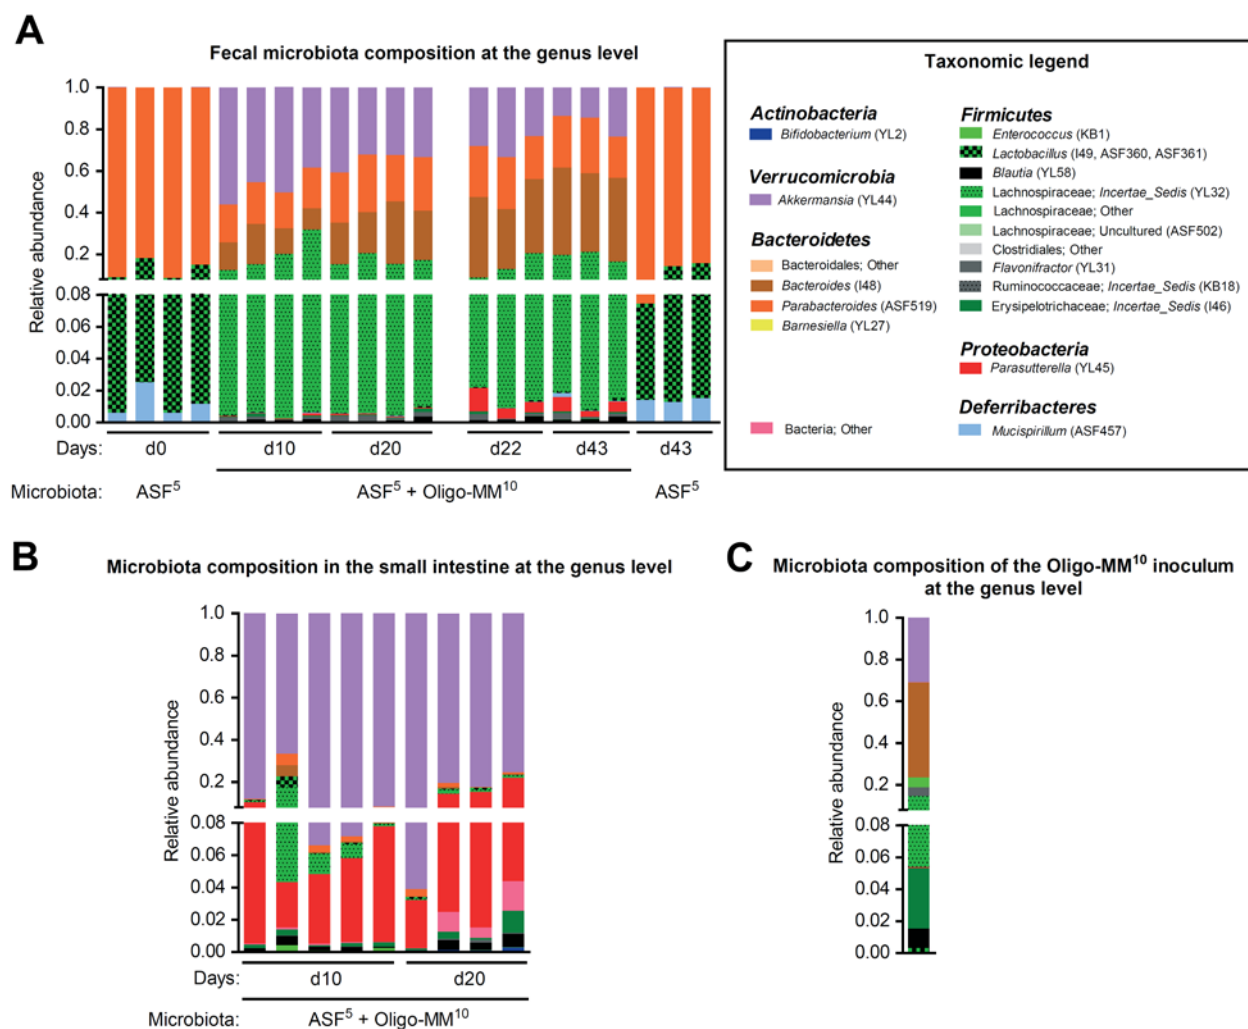 A
Fecal microbiota composition at the genus level
Relative abundance
1.0
0.8
0.6
0.4
0.2
0.08
0.06
0.04
0.02
0.00
Days: d0 d10 d20 d22 d43 d43
Microbiota: ASF⁵ ASF⁵ + Oligo-MM¹⁰ ASF⁵
Taxonomic legend
Actinobacteria
Bifidobacterium (YL2)
Verrucomicrobia
Akkermansia (YL44)
Bacteroidetes
Bacteroidales; Other
Bacteroides (I48)
Parabacteroides (ASF519)
Barnesiella (YL27)
Bacteria; Other
Firmicutes
Enterococcus (KB1)
Lactobacillus (I49, ASF360, ASF361)
Blautia (YL58)
Lachnospiraceae; Incertae_Sedis (YL32)
Lachnospiraceae; Other
Lachnospiraceae; Uncultured (ASF502)
Clostridiales; Other
Flavonifractor (YL31)
Ruminococcaceae; Incertae_Sedis (KB18)
Erysipelotrichaceae; Incertae_Sedis (I46)
Proteobacteria
Parasutterella (YL45)
Deferribacteres
Mucispirillum (ASF457)
B
Microbiota composition in the small intestine at the genus level
Relative abundance
1.0
0.8
0.6
0.4
0.2
0.08
0.06
0.04
0.02
0.00
Days: d10 d20
Microbiota: ASF⁵ + Oligo-MM¹⁰
C
Microbiota composition of the Oligo-MM¹⁰ inoculum
at the genus level
Relative abundance
1.0
0.8
0.6
0.4
0.2
0.08
0.06
0.04
0.02
0.00